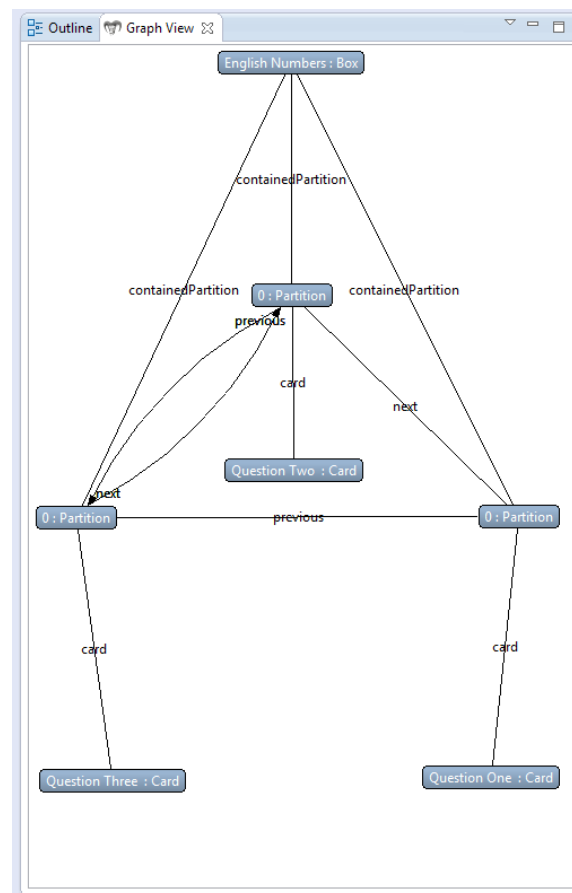 Outline
Graph View
English Numbers : Box
containedPartition
containedPartition
containedPartition
0 : Partition
previous
card
next
Question Two : Card
next
0 : Partition
previous
0 : Partition
card
card
Question Three : Card
Question One : Card